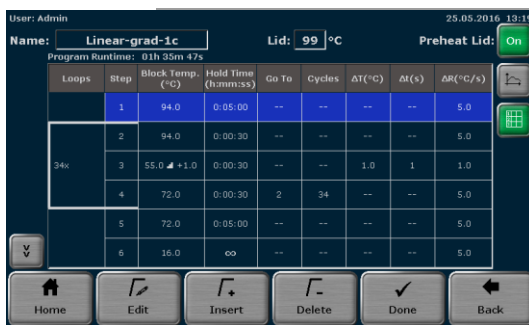 User: Admin 25.05.2016 13:1
Name: Linear-grad-1c Lid: 99 °C Preheat Lid: On
Program Runtime: 01h 35m 47s
Loops Step Block Temp. (°C) Hold Time (h:mm:ss) Go To Cycles ΔT(°C) Δt(s) ΔR(°C/s)
1 94.0 0:05:00 -- -- -- -- 5.0
2 94.0 0:00:30 -- -- -- -- 5.0
34x 3 55.0 +1.0 0:00:30 -- -- 1.0 1 1.0
4 72.0 0:00:30 2 34 -- -- 5.0
5 72.0 0:05:00 -- -- -- -- 5.0
6 16.0 ∞ -- -- -- -- 5.0
Home Edit Insert Delete Done Back